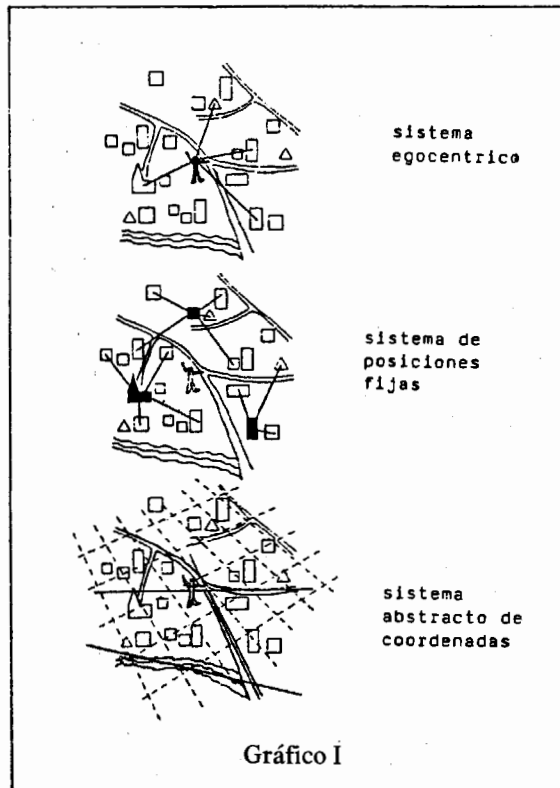 sistema
egocentrico
sistema de
posiciones
fijas
sistema
abstracto de
coordenadas
Gráfico I